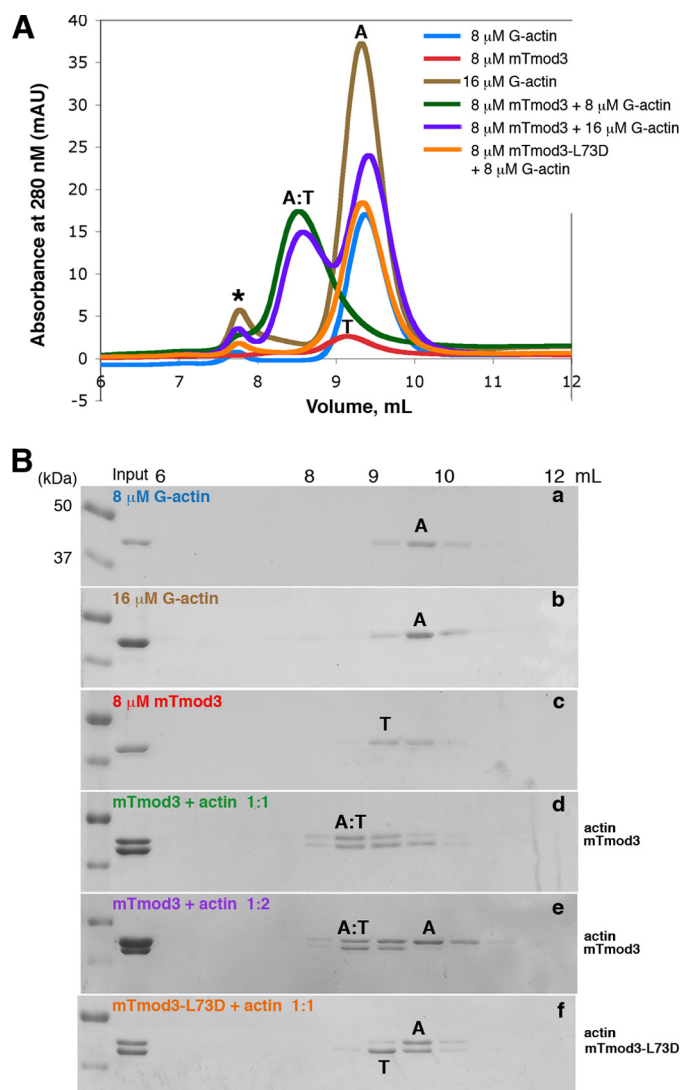 A
40
35
30
25
20
15
10
5
0
-5
Absorbance at 280 nM (mAU)
6 7 8 9 10 11 12
Volume, mL
*
A:T
A
T
8 μM G-actin
8 μM mTmod3
16 μM G-actin
8 μM mTmod3 + 8 μM G-actin
8 μM mTmod3 + 16 μM G-actin
8 μM mTmod3-L73D
+ 8 μM G-actin
B
(kDa) Input 6 8 9 10 12 mL
8 μM G-actin a
50
A
37
16 μM G-actin b
A
8 μM mTmod3 c
T
mTmod3 + actin 1:1 d
A:T
actin
mTmod3
mTmod3 + actin 1:2 e
A:T A
actin
mTmod3
mTmod3-L73D + actin 1:1 f
A
actin
mTmod3-L73D
T